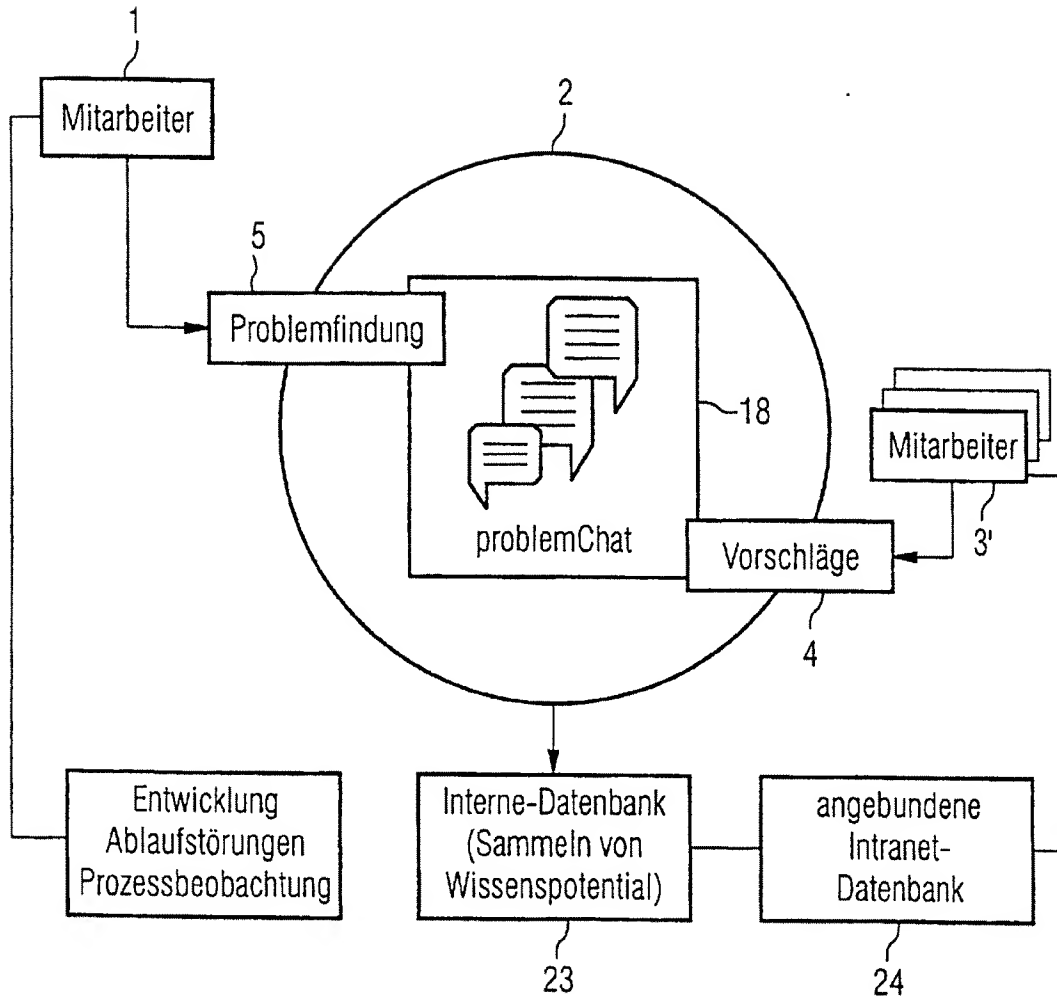 1
Mitarbeiter
2
5
Problemfindung
18
Mitarbeiter
3'
problemChat
Vorschläge
4
Entwicklung
Ablaufstörungen
Prozessbeobachtung
Interne-Datenbank
(Sammeln von
Wissenspotential)
23
angebundene
Intranet-
Datenbank
24